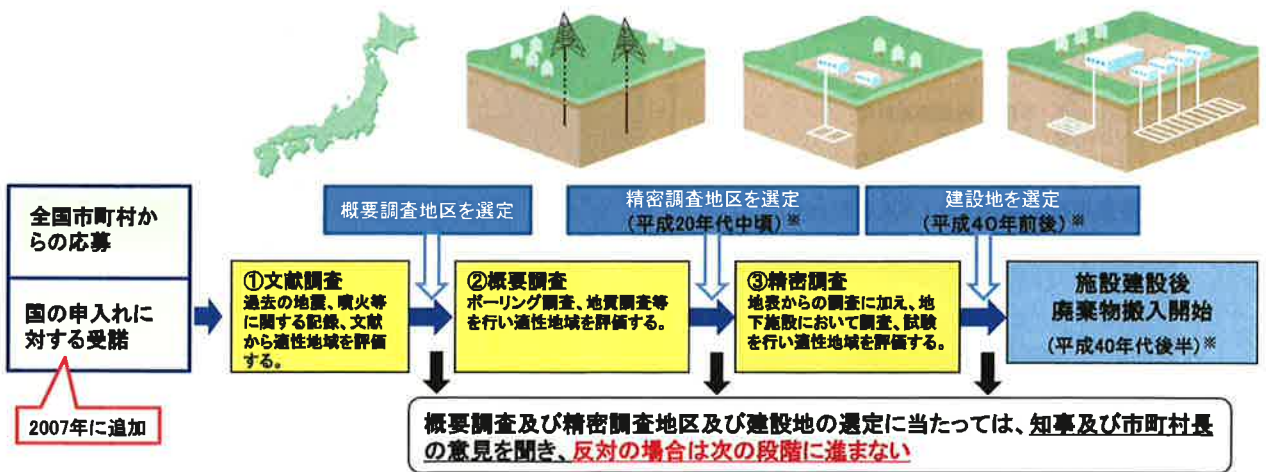 全国市町村か
らの応募
国の申入れに
対する受諾
2007年に追加
概要調査地区を選定
精密調査地区を選定
(平成20年代中頃)※
建設地を選定
(平成40年前後)※
①文献調査
過去の地震、噴火等
に関する記録、文献
から適性地域を評価
する。
②概要調査
ボーリング調査、地質調査等
を行い適性地域を評価する。
③精密調査
地表からの調査に加え、地
下施設において調査、試験
を行い適性地域を評価する。
施設建設後
廃棄物搬入開始
(平成40年代後半)※
概要調査及び精密調査地区及び建設地の選定に当たっては、知事及び市町村長
の意見を聞き、反対の場合は次の段階に進まない